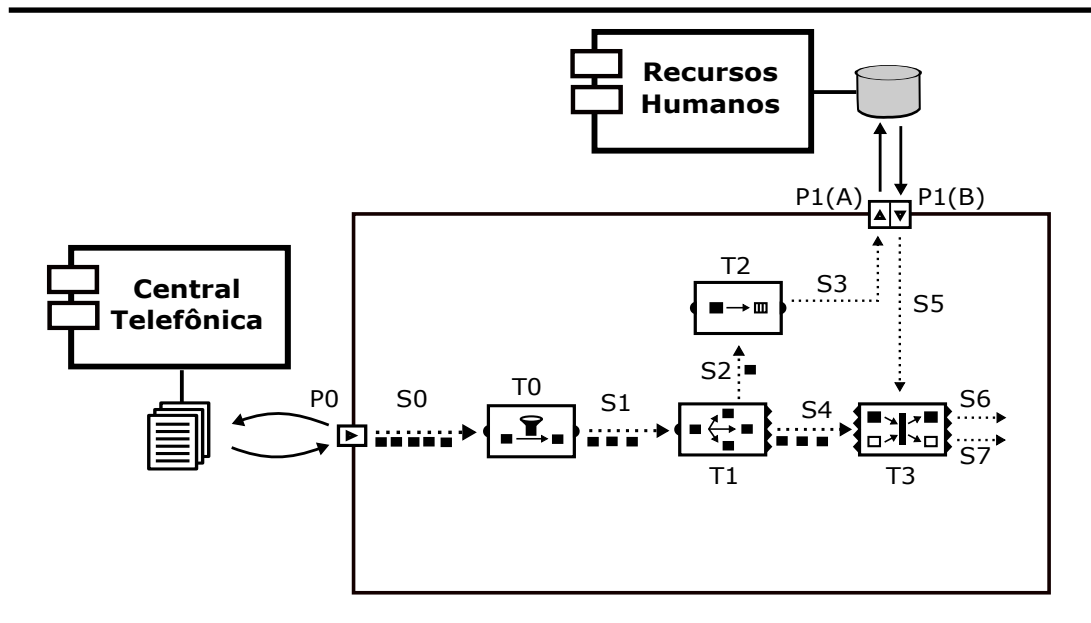 Recursos
Humanos
P1(A)
P1(B)
Central
Telefônica
T2
S3
S5
S2
P0
S0
T0
S1
S4
S6
S7
T1
T3